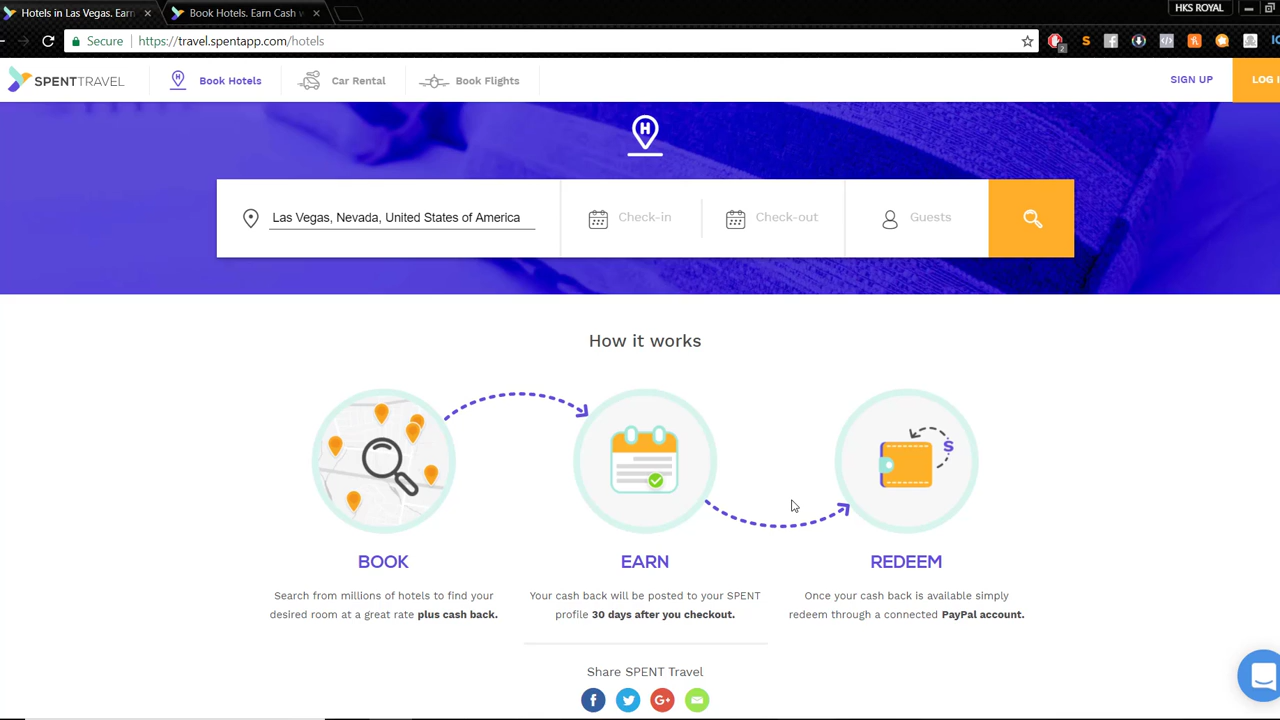 Hotels in Las Vegas. Earn
Book Hotels. Earn Cash
HKS ROYAL
Secure
https://travel.spentapp.com/hotels
S
2
SPENTTRAVEL
H
Book Hotels
Car Rental
Book Flights
SIGN UP
LOG
H
Las Vegas, Nevada, United States of America
Check-in
Check-out
Guests
How it works
S
BOOK
EARN
REDEEM
Search from millions of hotels to find your
desired room at a great rate plus cash back.
Your cash back will be posted to your SPENT
profile 30 days after you checkout.
Once your cash back is available simply
redeem through a connected PayPal account.
Share SPENT Travel
f
G+